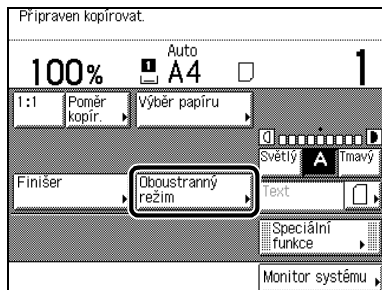 Připraven kopírovat.
Auto
100% 1 A4 1
1:1 Poměr kopír. Výběr papíru
Světlý A Tmavý
Finišer Oboustranný režim Text
Speciální funkce
Monitor systému